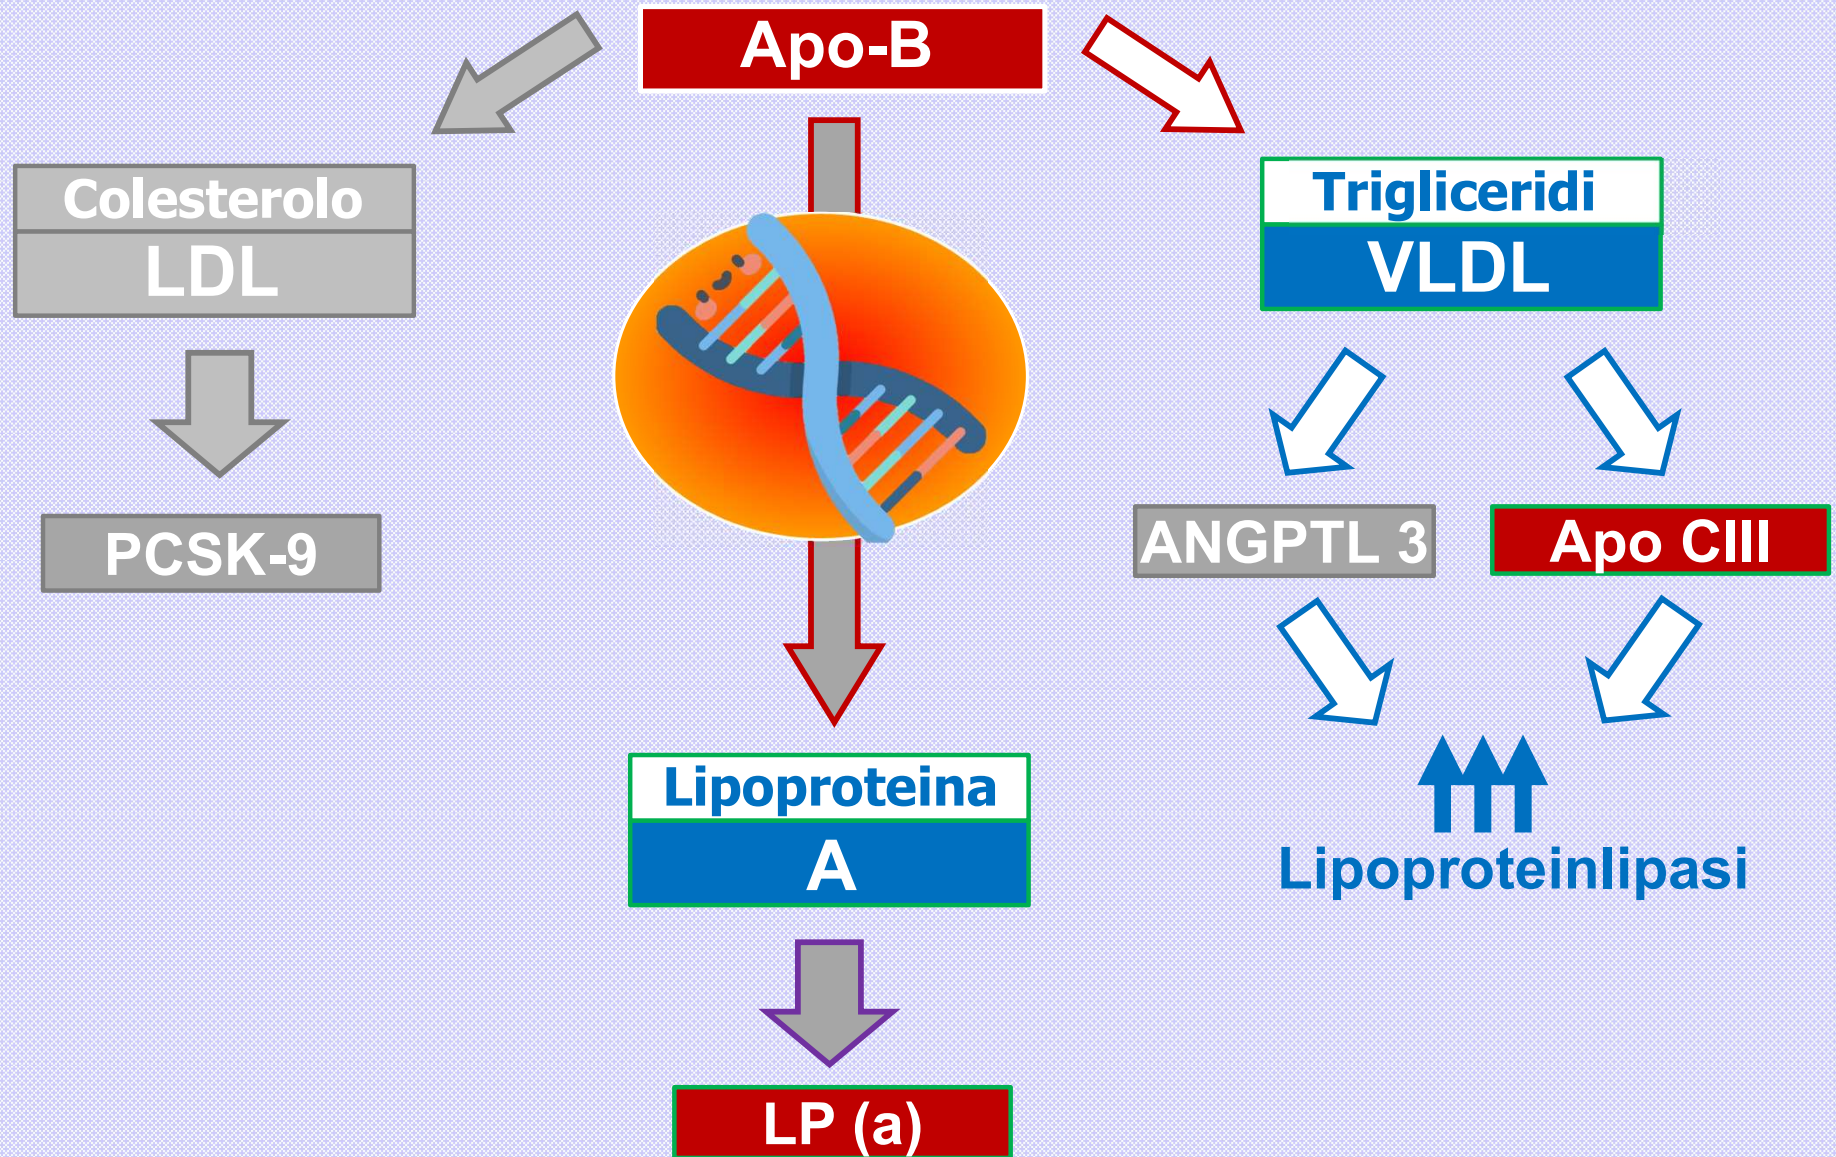 Apo-B
Colesterolo
LDL
PCSK-9
Lipoproteina
A
LP (a)
Trigliceridi
VLDL
ANGPTL 3
Apo CIII
Lipoproteinlipasi